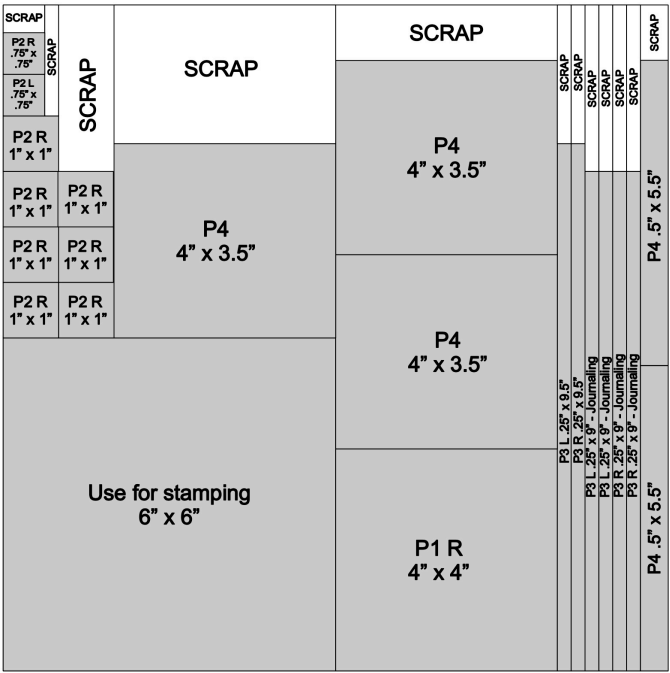 SCRAP
P2 R
.75” x
.75”
SCRAP
P2 L
.75” x
.75”
P2 R
1” x 1”
P2 R
1” x 1”
P2 R
1” x 1”
P2 R
1” x 1”
SCRAP
P2 R
1” x 1”
P2 R
1” x 1”
P2 R
1” x 1”
SCRAP
P4
4” x 3.5”
Use for stamping
6” x 6”
SCRAP
P4
4” x 3.5”
P4
4” x 3.5”
P1 R
4” x 4”
SCRAP
P3 L .25” x 9.5”
SCRAP
P3 R .25” x 9.5”
SCRAP
P3 L .25” x 9” - Journaling
SCRAP
P3 L .25” x 9” - Journaling
SCRAP
P3 R .25” x 9” - Journaling
SCRAP
P3 R .25” x 9” - Journaling
SCRAP
P4 .5” x 5.5”
P4 .5” x 5.5”